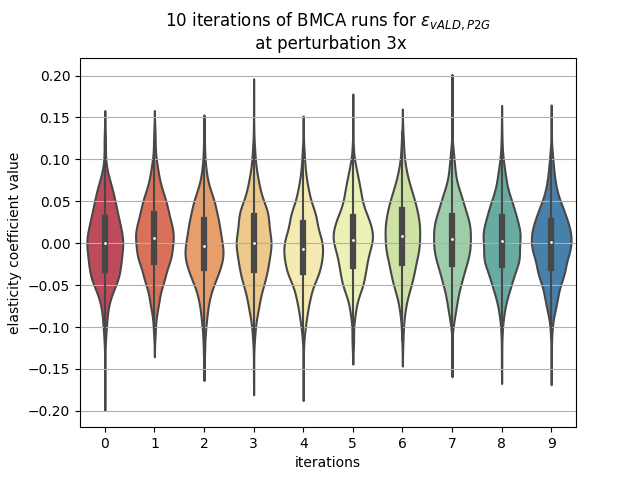 10 iterations of BMCA runs for ε_{vALD, P2G}
at perturbation 3x
0.20
0.15
0.10
0.05
0.00
−0.05
−0.10
−0.15
−0.20
elasticity coefficient value
0 1 2 3 4 5 6 7 8 9
iterations